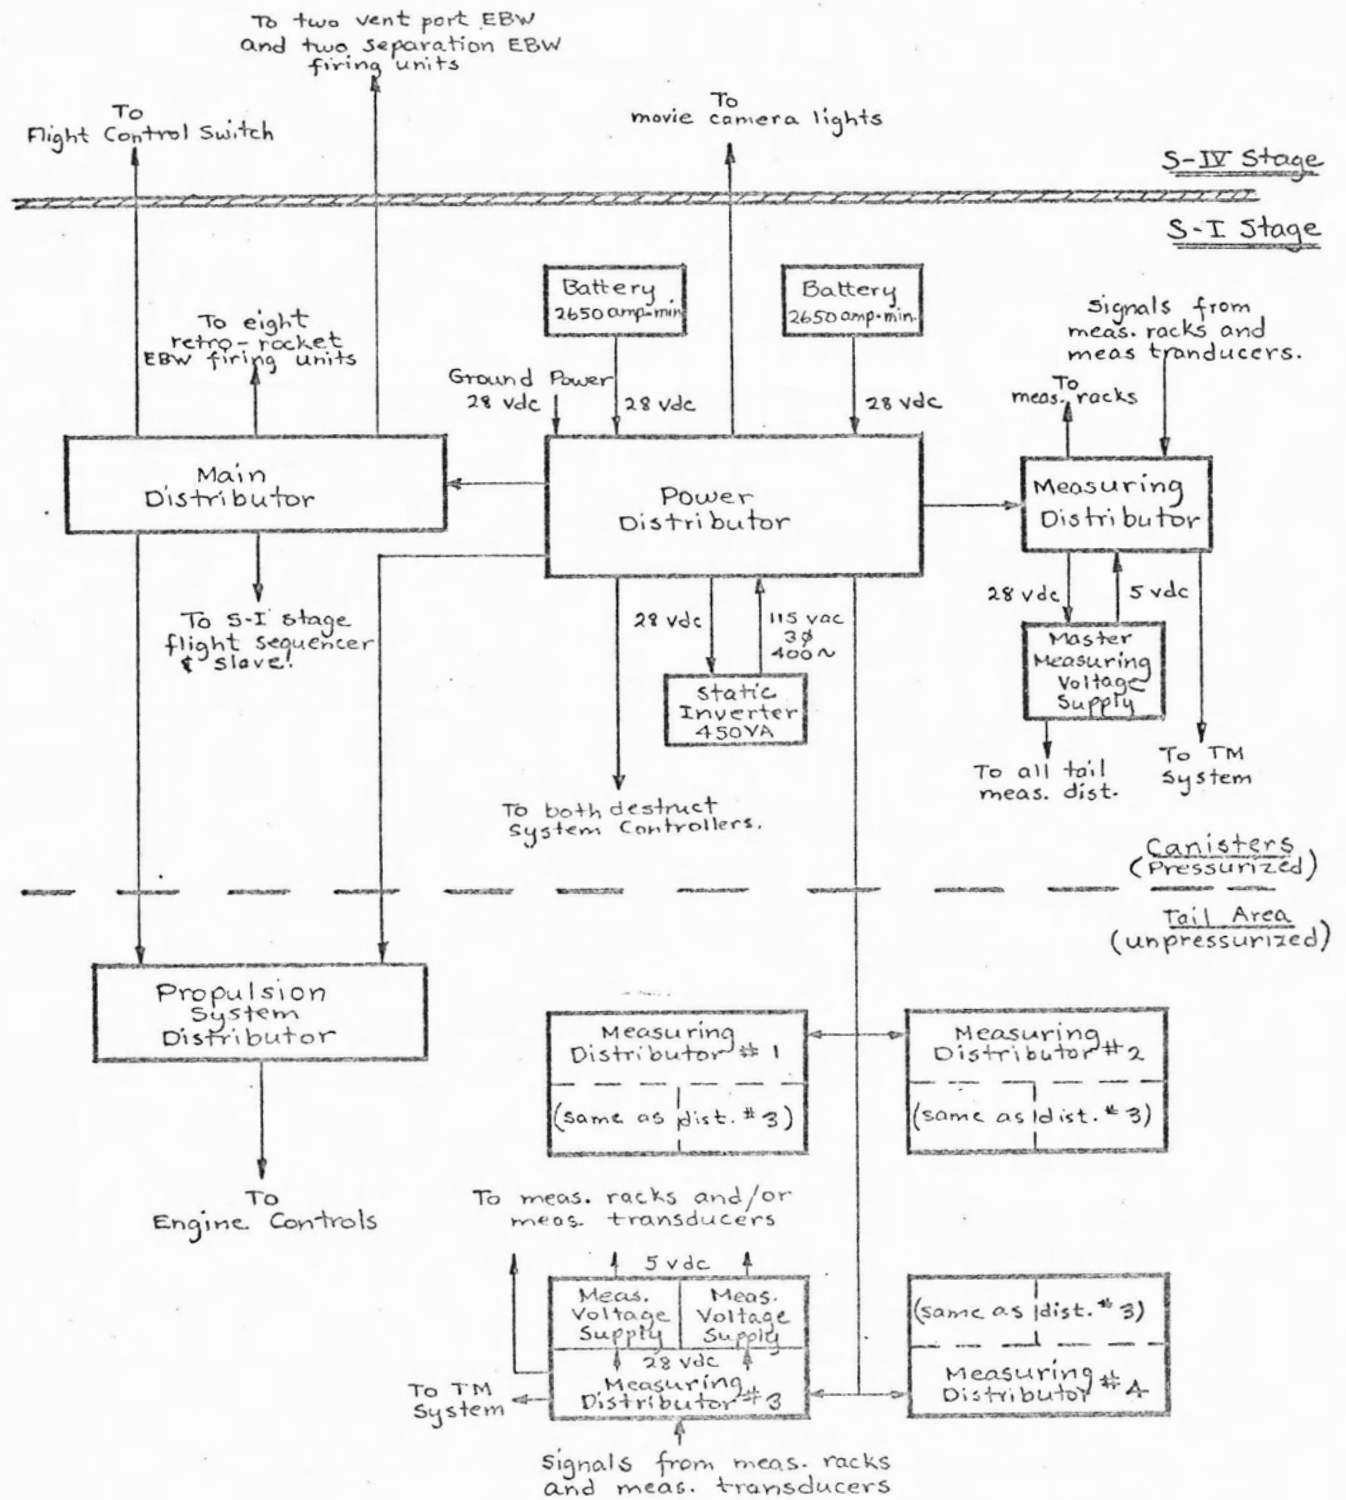 To two vent port EBW
and two separation EBW
firing units
To
Flight Control Switch
To
movie camera lights
S-IV Stage
S-I Stage
Battery
2650 amp-min
Battery
2650 amp-min.
To eight
retro-rocket
EBW firing units
Signals from
meas. racks and
meas tranducers.
Ground Power
28 vdc
28 vdc
28 vdc
To
meas. racks
Main
Distributor
Power
Distributor
Measuring
Distributor
To S-I stage
flight sequencer
& slave.
28 vdc
115 vac
3ø
400~
28 vdc
5 vdc
Static
Inverter
450VA
Master
Measuring
Voltage
Supply
To both destruct
System Controllers.
To all tail
meas. dist.
To TM
System
Canisters
(Pressurized)
Tail Area
(unpressurized)
Propulsion
System
Distributor
Measuring
Distributor #1
(same as dist. #3)
Measuring
Distributor #2
(same as dist. #3)
To
Engine Controls
To meas. racks and/or
meas. transducers
5 vdc
Meas.
Voltage
Supply
Meas.
Voltage
Supply
28 vdc
Measuring
Distributor #3
To TM
System
(same as dist. #3)
Measuring
Distributor #4
Signals from meas. racks
and meas. transducers